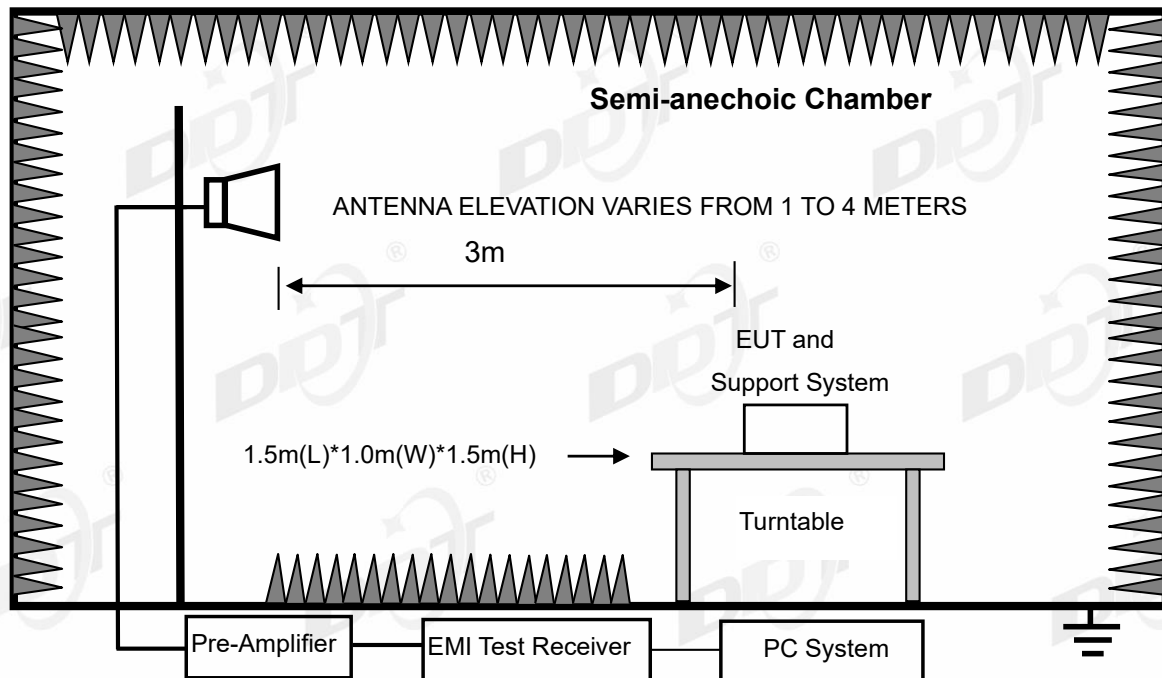 Semi-anechoic Chamber
ANTENNA ELEVATION VARIES FROM 1 TO 4 METERS
3m
EUT and
Support System
1.5m(L)*1.0m(W)*1.5m(H)
Turntable
Pre-Amplifier
EMI Test Receiver
PC System
DDT
®